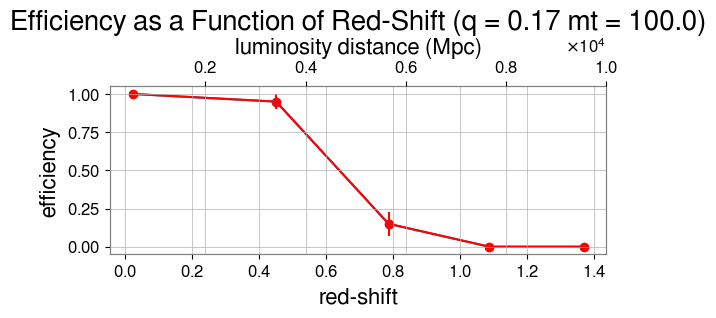 Efficiency as a Function of Red-Shift (q = 0.17 mt = 100.0)
luminosity distance (Mpc)
×10⁴
0.2 0.4 0.6 0.8 1.0
1.00
0.75
0.50
0.25
0.00
efficiency
0.0 0.2 0.4 0.6 0.8 1.0 1.2 1.4
red-shift